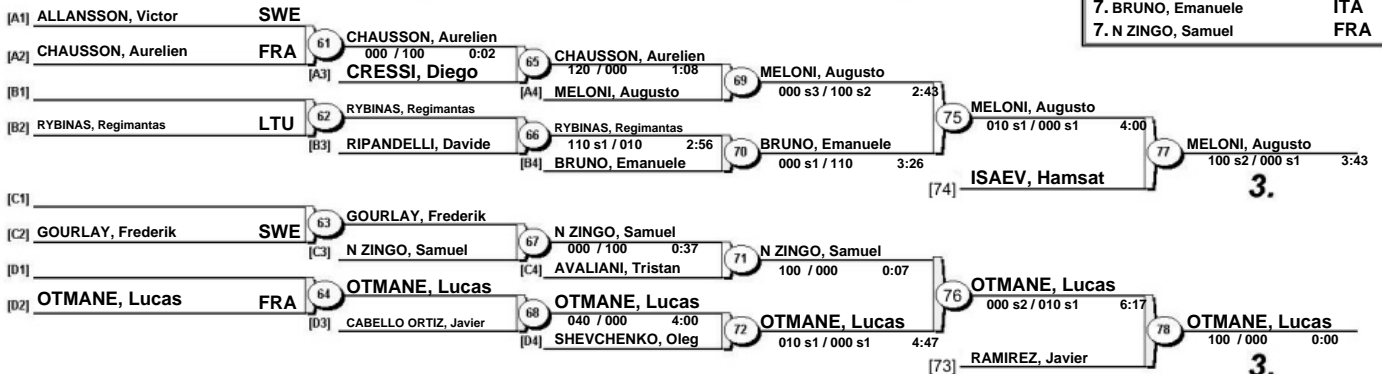 7. BRUNO, Emanuele ITA
7. N ZINGO, Samuel FRA
[A1] ALLANSSON, Victor SWE
61 CHAUSSON, Aurelien
000 / 100 0:02
[A2] CHAUSSON, Aurelien FRA
[A3] CRESSI, Diego
65 CHAUSSON, Aurelien
120 / 000 1:08
[A4] MELONI, Augusto
69 MELONI, Augusto
000 s3 / 100 s2 2:43
[B1]
[B2] RYBINAS, Regimantas LTU
62 RYBINAS, Regimantas
[B3] RIPANDELLI, Davide
66 RYBINAS, Regimantas
110 s1 / 010 2:56
[B4] BRUNO, Emanuele
70 BRUNO, Emanuele
000 s1 / 110 3:26
75 MELONI, Augusto
010 s1 / 000 s1 4:00
[74] ISAEV, Hamsat
77 MELONI, Augusto
100 s2 / 000 s1 3:43
3.
[C1]
[C2] GOURLAY, Frederik SWE
63 GOURLAY, Frederik
[C3] N ZINGO, Samuel
67 N ZINGO, Samuel
000 / 100 0:37
[C4] AVALIANI, Tristan
71 N ZINGO, Samuel
100 / 000 0:07
[D1]
[D2] OTMANE, Lucas FRA
64 OTMANE, Lucas
[D3] CABELLO ORTIZ, Javier
68 OTMANE, Lucas
040 / 000 4:00
[D4] SHEVCHENKO, Oleg
72 OTMANE, Lucas
010 s1 / 000 s1 4:47
76 OTMANE, Lucas
000 s2 / 010 s1 6:17
[73] RAMIREZ, Javier
78 OTMANE, Lucas
100 / 000 0:00
3.